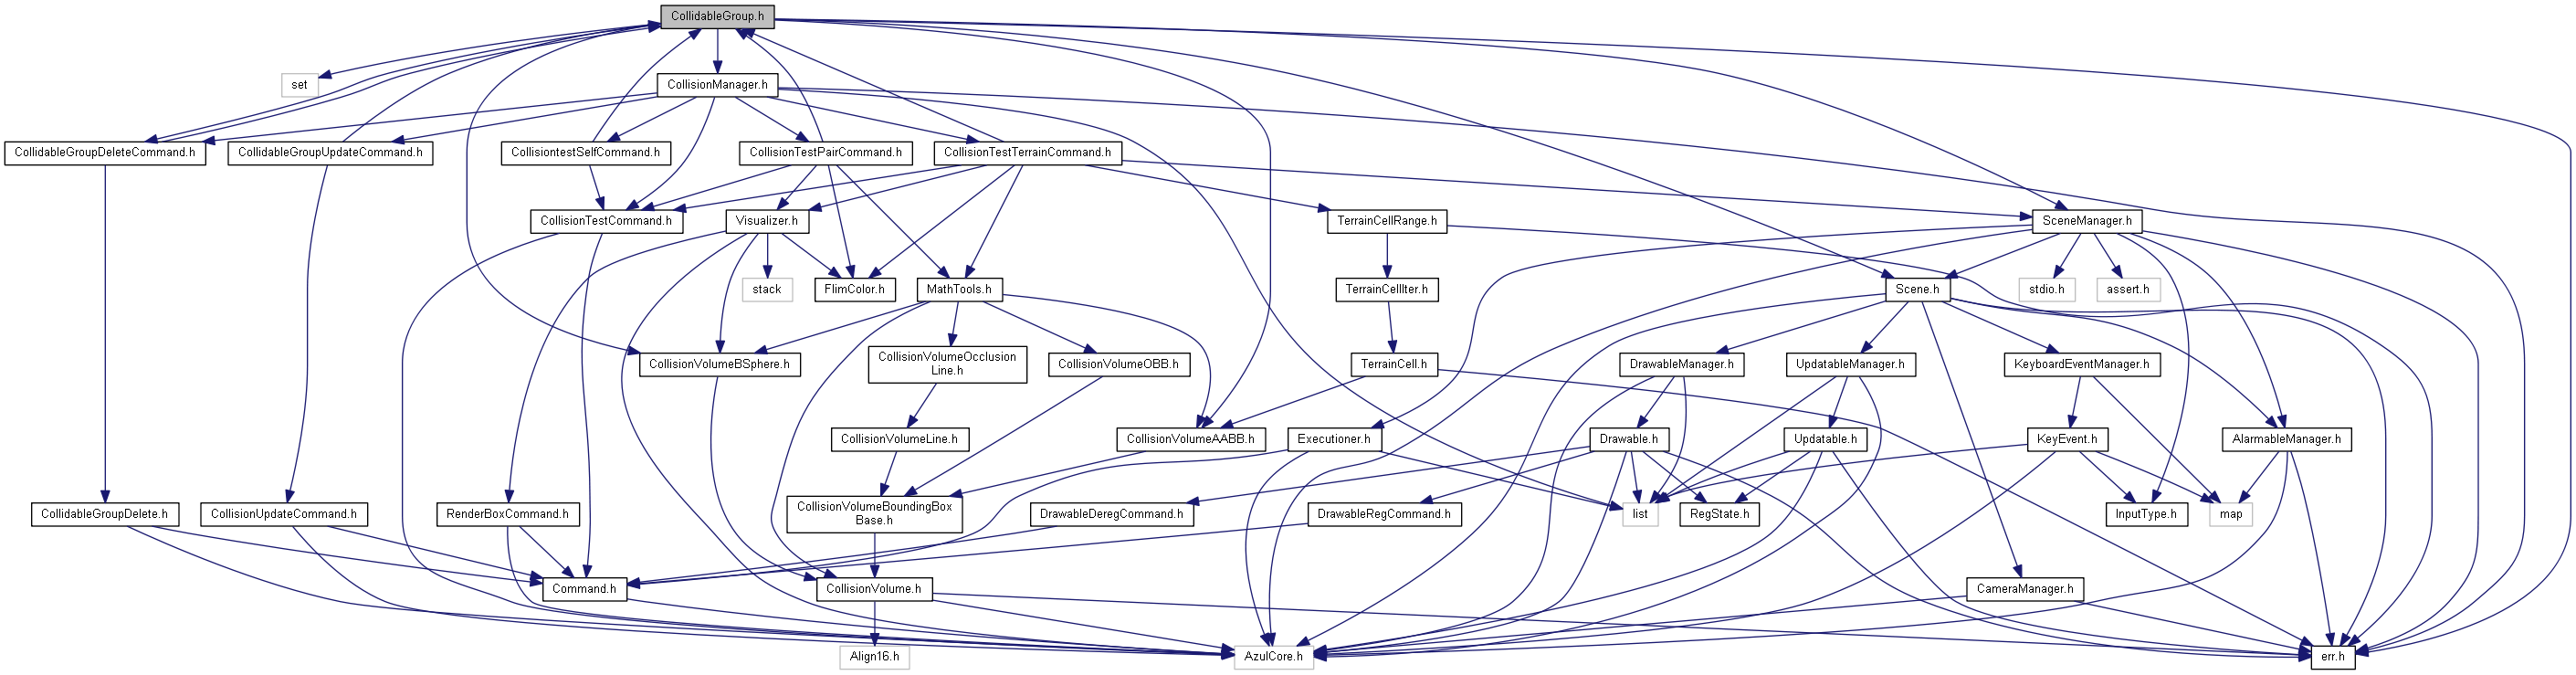 CollidableGroup.h
set
CollisionManager.h
CollidableGroupDeleteCommand.h
CollidableGroupUpdateCommand.h
CollisiontestSelfCommand.h
CollisionTestPairCommand.h
CollisionTestTerrainCommand.h
CollisionTestCommand.h
Visualizer.h
TerrainCellRange.h
SceneManager.h
stack
FlimColor.h
MathTools.h
TerrainCellIter.h
Scene.h
stdio.h
assert.h
CollisionVolumeBSphere.h
CollisionVolumeOcclusion
Line.h
CollisionVolumeOBB.h
TerrainCell.h
DrawableManager.h
UpdatableManager.h
KeyboardEventManager.h
CollisionVolumeLine.h
CollisionVolumeAABB.h
Executioner.h
Drawable.h
Updatable.h
KeyEvent.h
AlarmableManager.h
CollidableGroupDelete.h
CollisionUpdateCommand.h
RenderBoxCommand.h
CollisionVolumeBoundingBox
Base.h
DrawableDeregCommand.h
DrawableRegCommand.h
list
RegState.h
InputType.h
map
Command.h
CollisionVolume.h
CameraManager.h
Align16.h
AzulCore.h
err.h